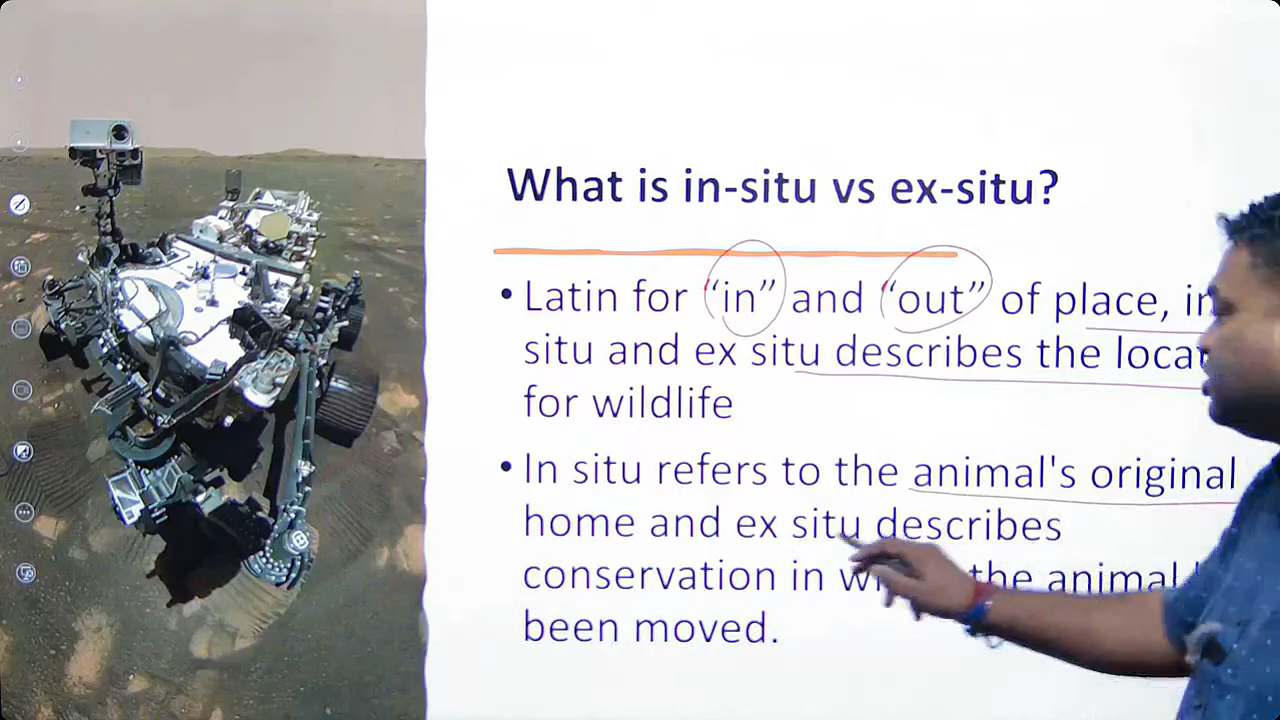 What is in-situ vs ex-situ?
• Latin for “in” and “out” of place, in
situ and ex situ describes the
for wildlife
• In situ refers to the animal's original
home and ex situ describes
conservation in the animal
been moved.